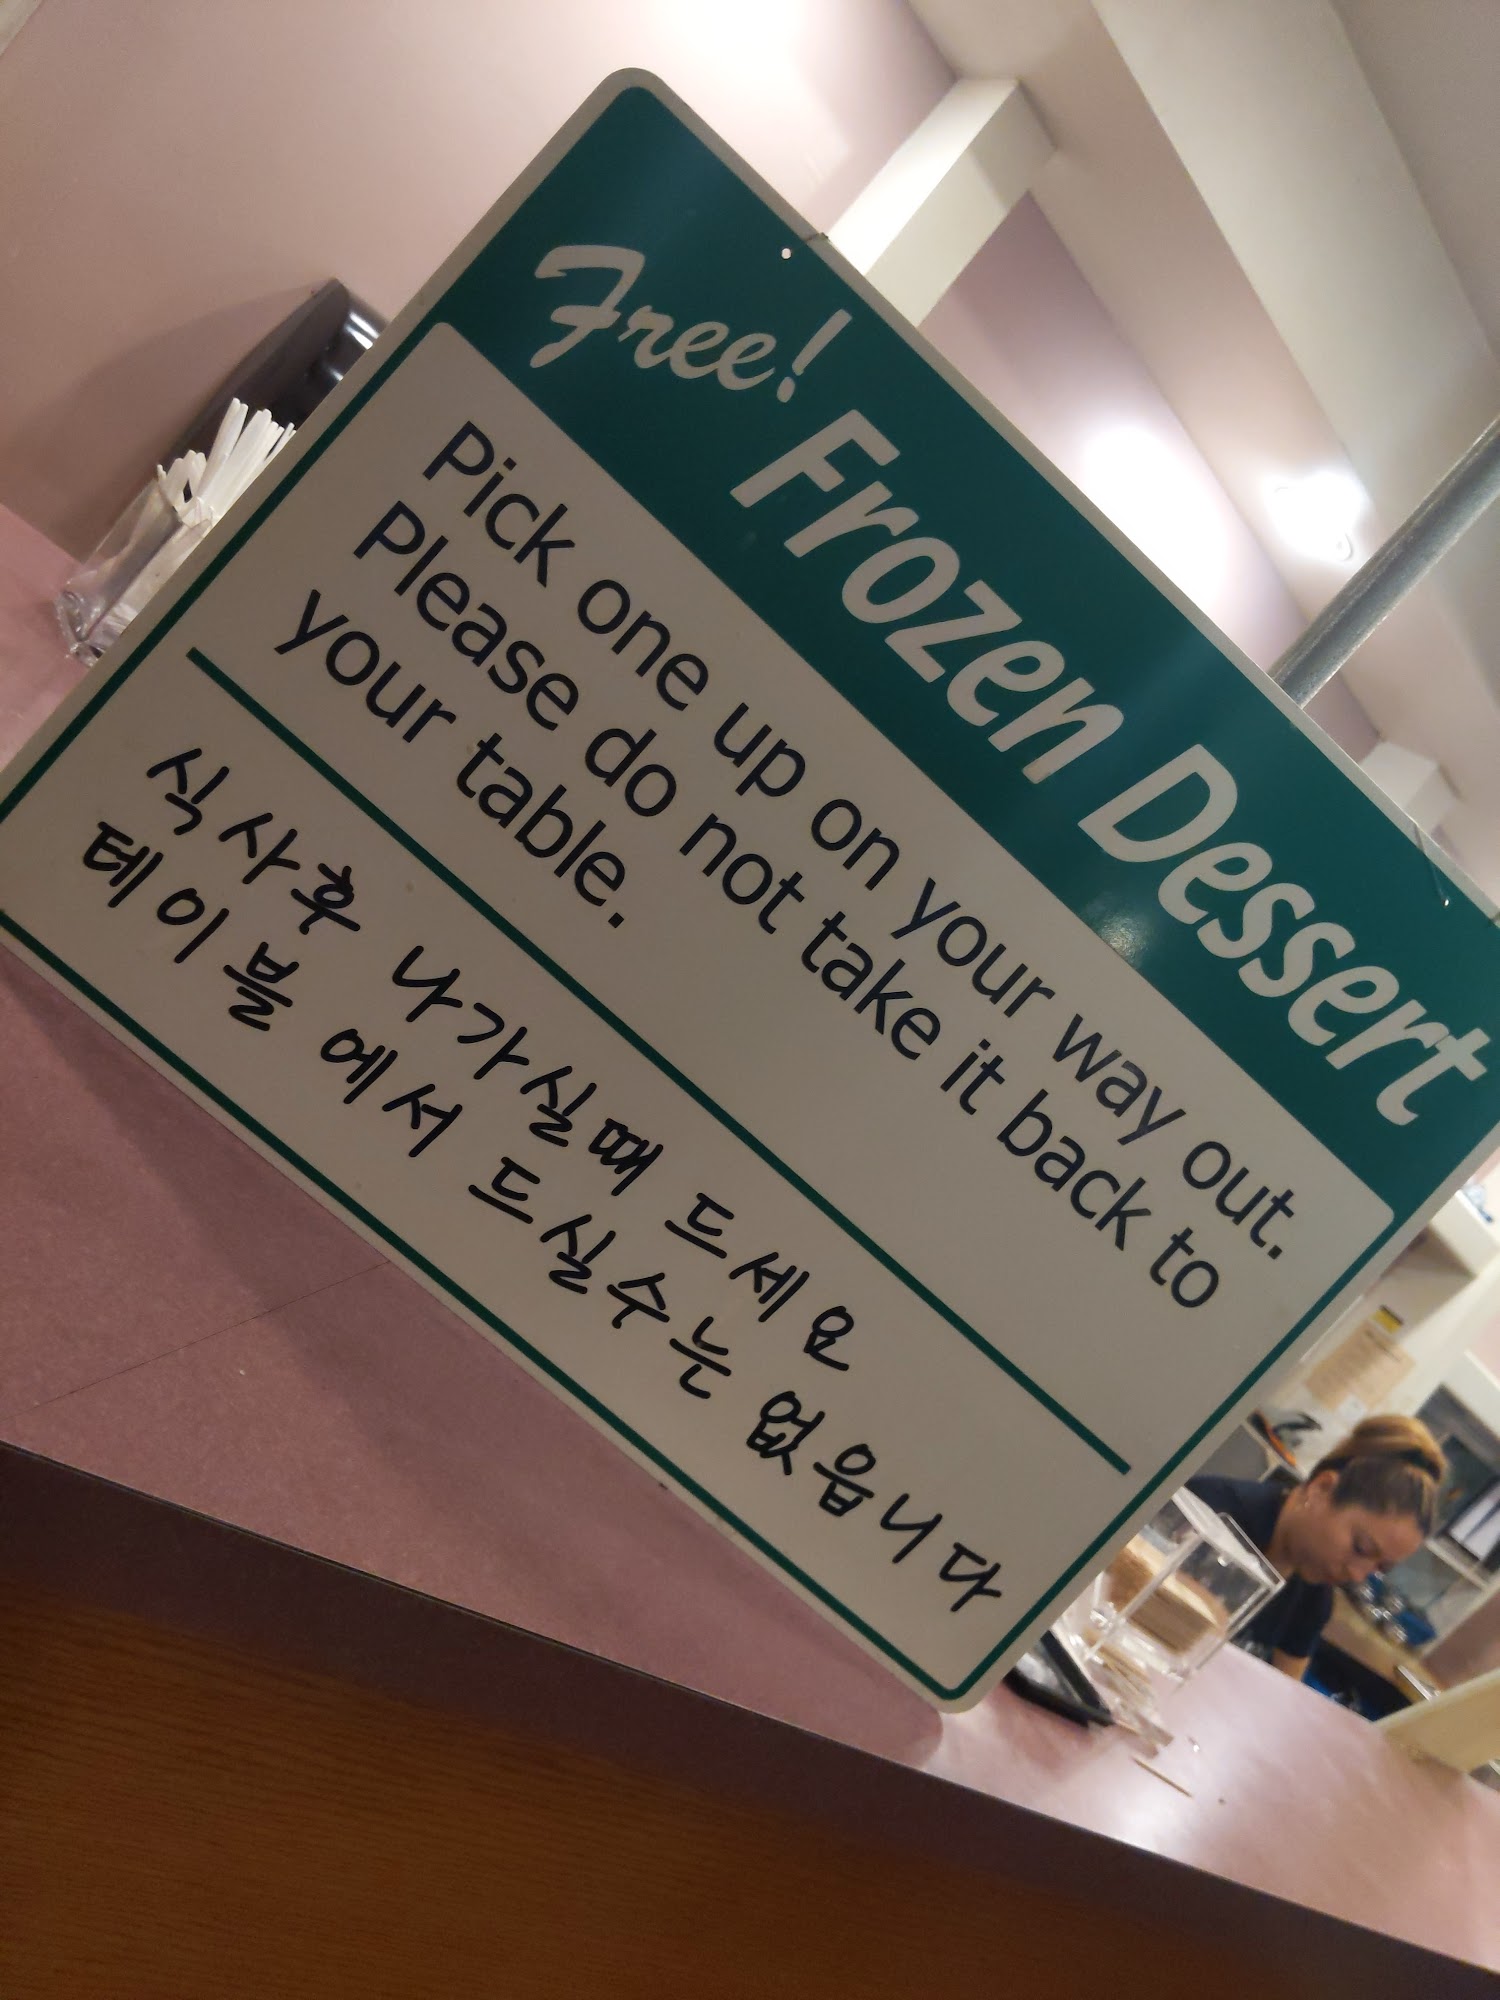 Free! Frozen Dessert
Pick one up on your way out.
Please do not take it back to
your table.
식사후 나가실때 드세요
테이블 에서 드실수는 없읍니다